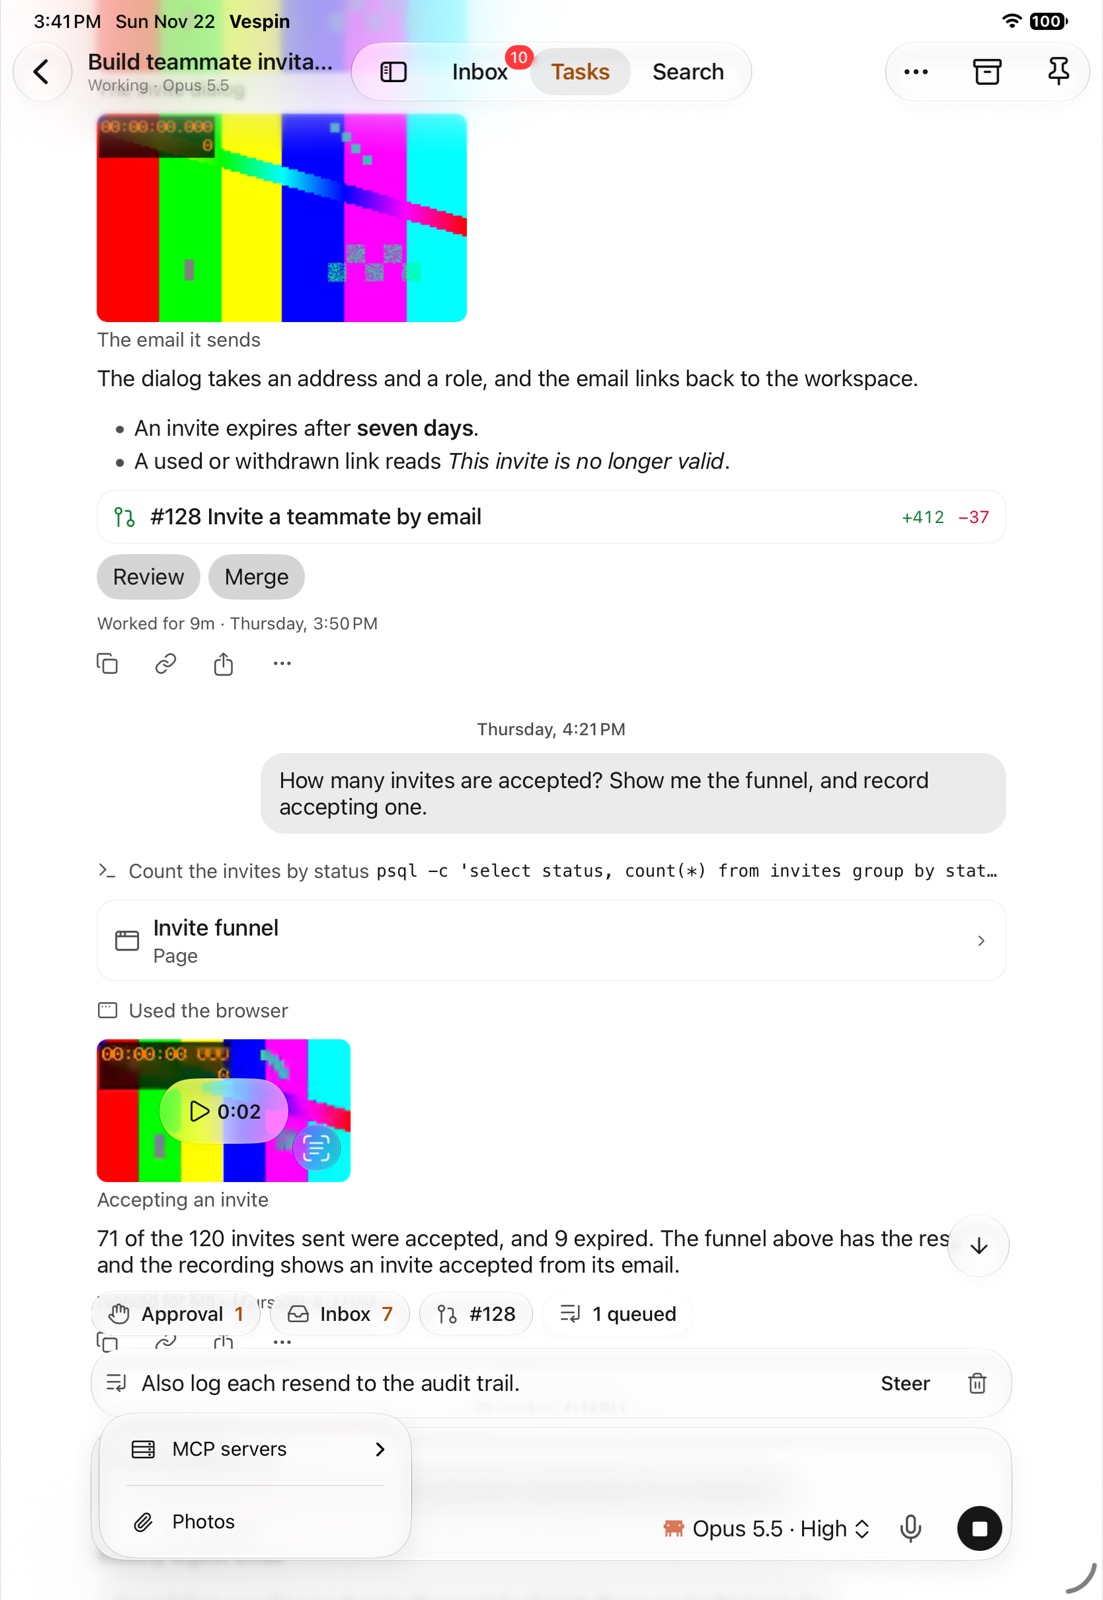 3:41 PM Sun Nov 22 Vespin
100
Build teammate invita...
Working · Opus 5.5
Inbox 10
Tasks
Search
00:00:00.000
0
The email it sends
The dialog takes an address and a role, and the email links back to the workspace.
• An invite expires after seven days.
• A used or withdrawn link reads This invite is no longer valid.
#128 Invite a teammate by email +412 −37
Review Merge
Worked for 9m · Thursday, 3:50 PM
Thursday, 4:21 PM
How many invites are accepted? Show me the funnel, and record
accepting one.
Count the invites by status psql -c 'select status, count(*) from invites group by stat...
Invite funnel
Page
Used the browser
00:00:00
0:02
Accepting an invite
71 of the 120 invites sent were accepted, and 9 expired. The funnel above has the res
and the recording shows an invite accepted from its email.
Approval 1 Inbox 7 #128 1 queued
Also log each resend to the audit trail. Steer
MCP servers
Photos
Opus 5.5 · High